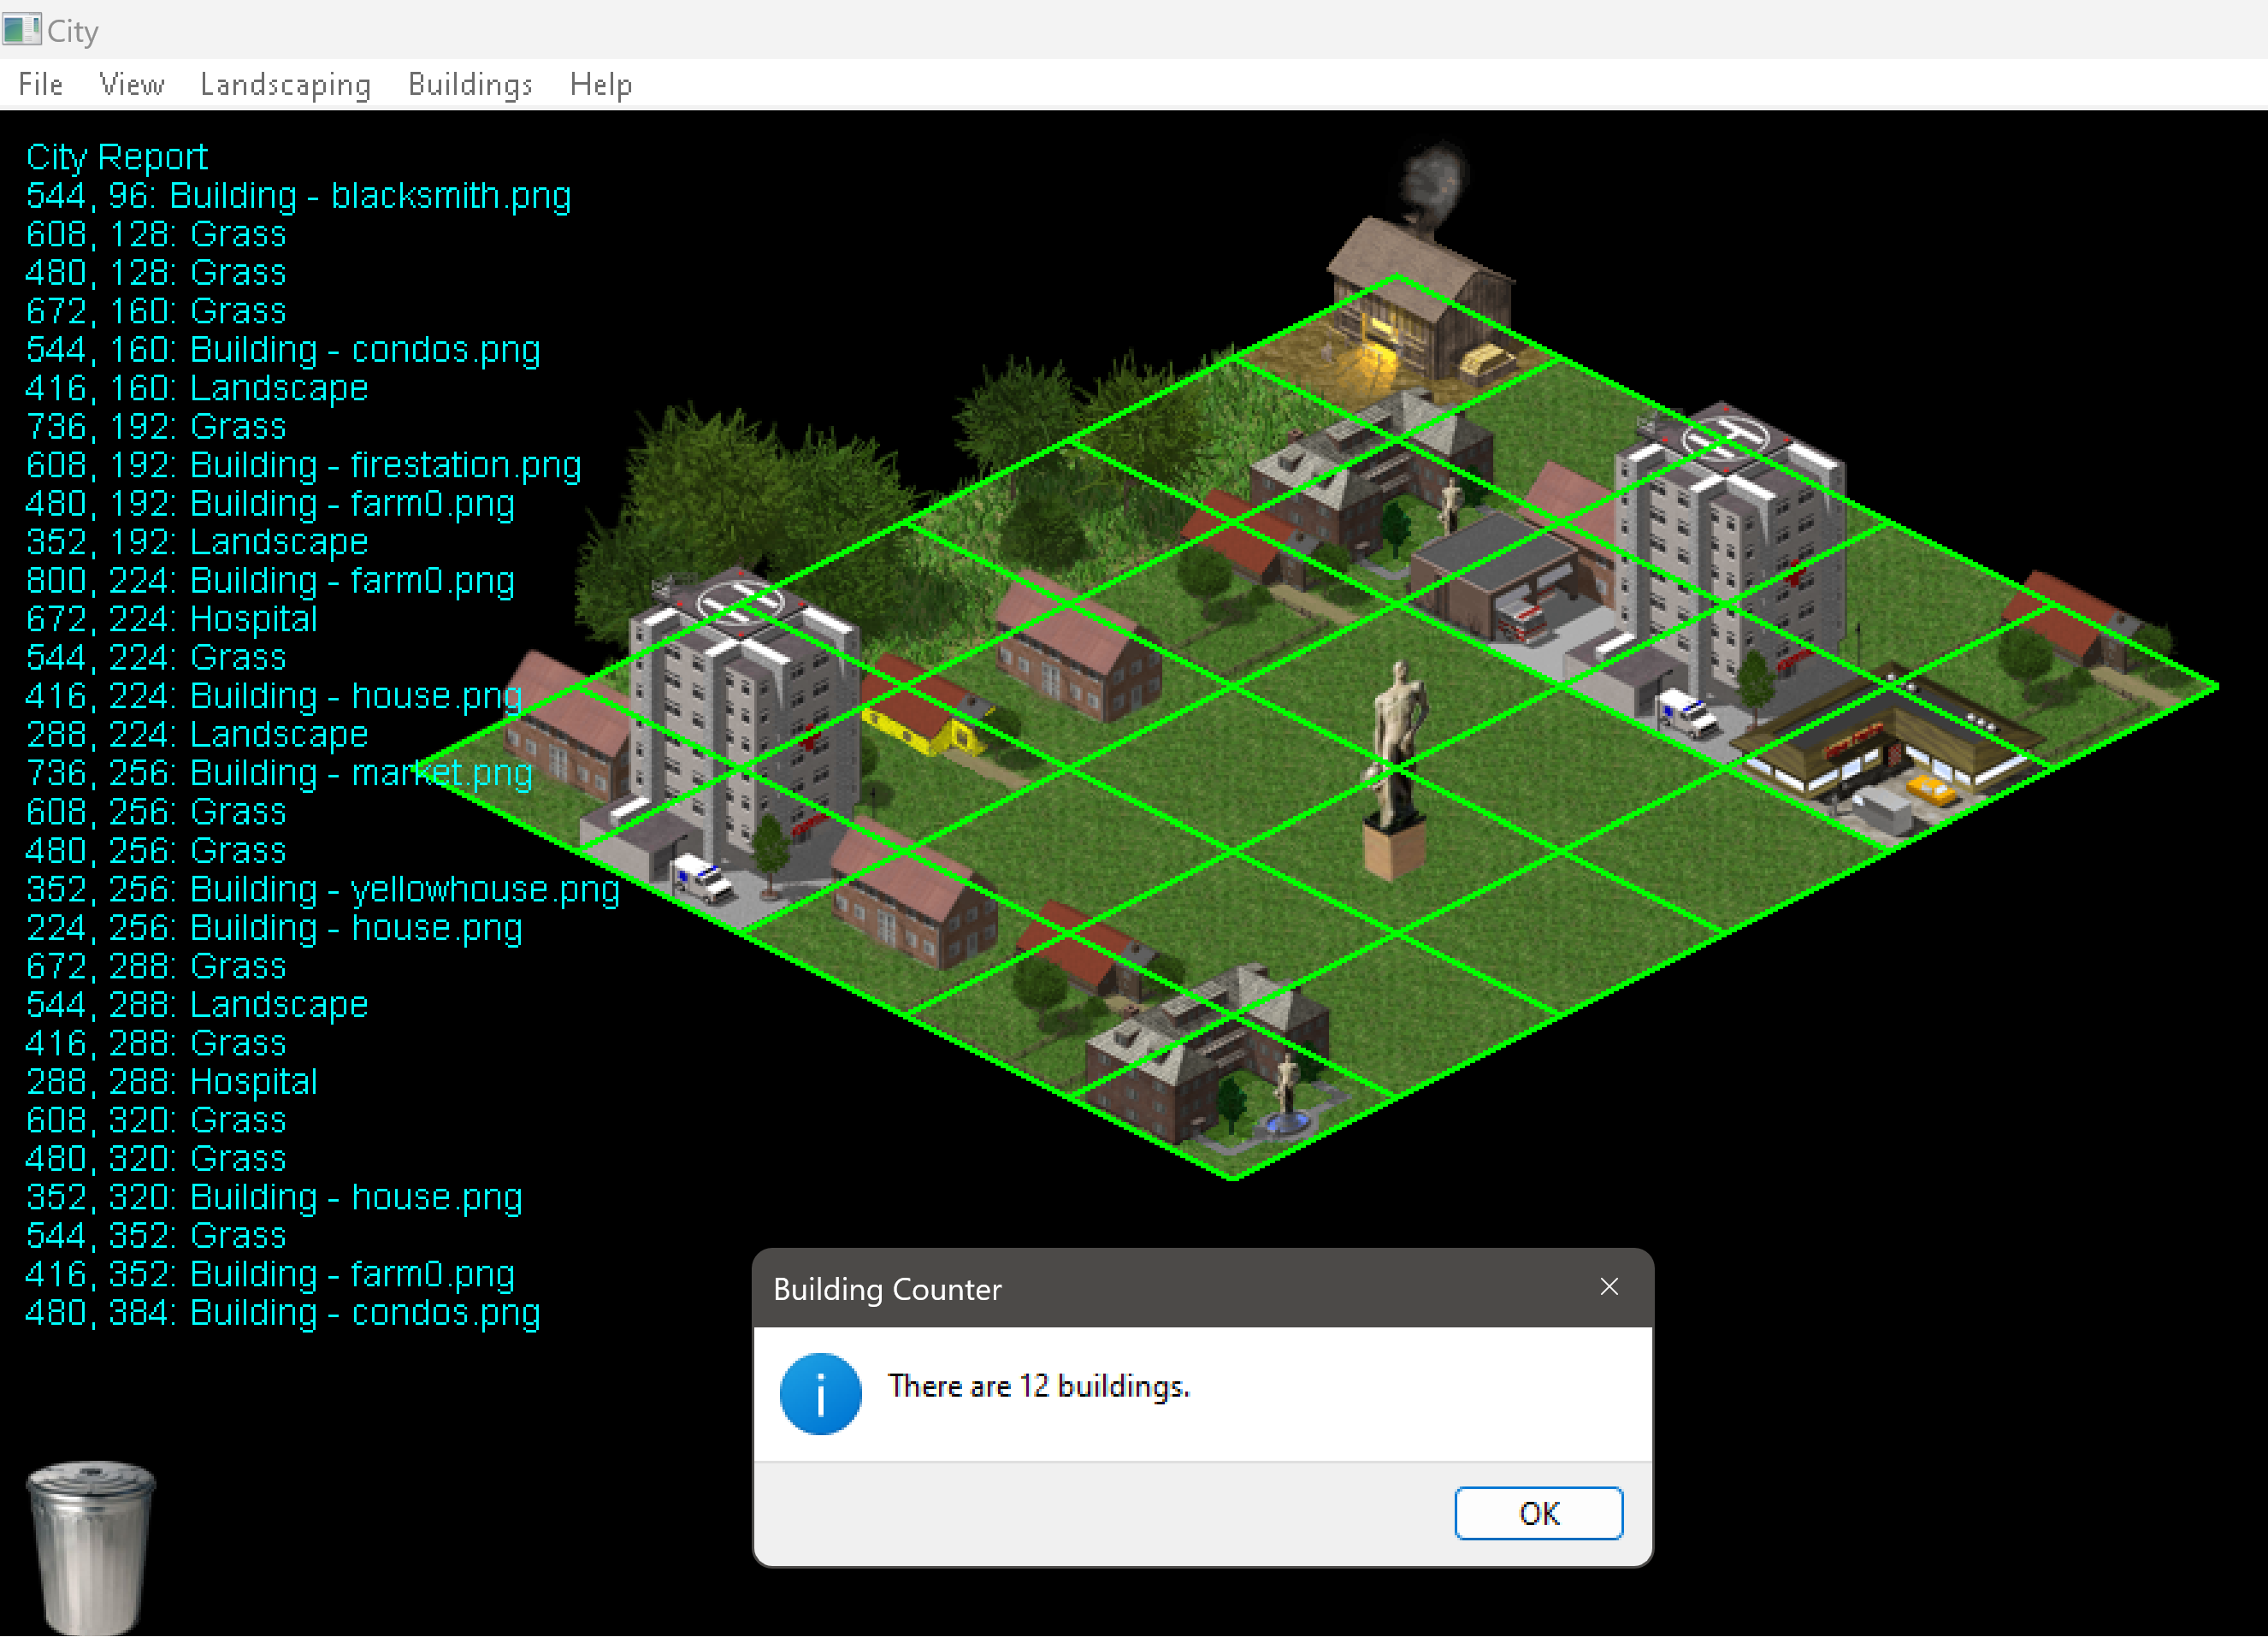 City
File View Landscaping Buildings Help
City Report
544, 96: Building - blacksmith.png
608, 128: Grass
480, 128: Grass
672, 160: Grass
544, 160: Building - condos.png
416, 160: Landscape
736, 192: Grass
608, 192: Building - firestation.png
480, 192: Building - farm0.png
352, 192: Landscape
800, 224: Building - farm0.png
672, 224: Hospital
544, 224: Grass
416, 224: Building - house.png
288, 224: Landscape
736, 256: Building - market.png
608, 256: Grass
480, 256: Grass
352, 256: Building - yellowhouse.png
224, 256: Building - house.png
672, 288: Grass
544, 288: Landscape
416, 288: Grass
288, 288: Hospital
608, 320: Grass
480, 320: Grass
352, 320: Building - house.png
544, 352: Grass
416, 352: Building - farm0.png
480, 384: Building - condos.png
H
H
Building Counter
There are 12 buildings.
OK